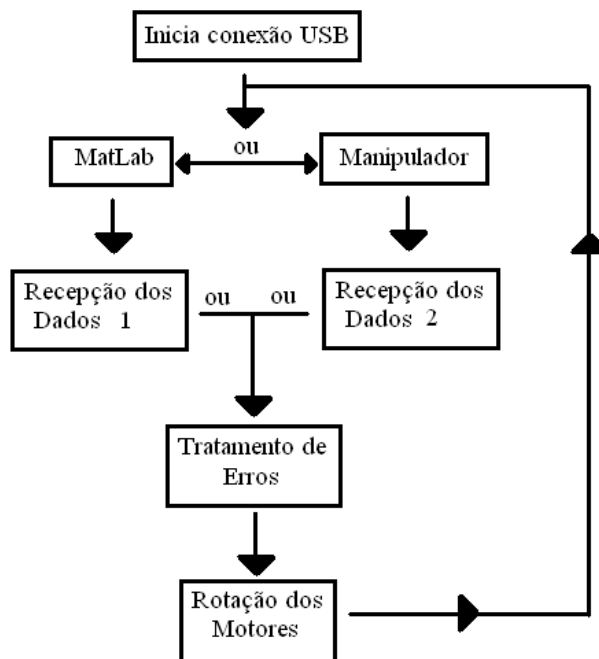 Inicia conexão USB
ou
MatLab
Manipulador
Recepção dos
Dados 1
ou
ou
Recepção dos
Dados 2
Tratamento de
Erros
Rotação dos
Motores